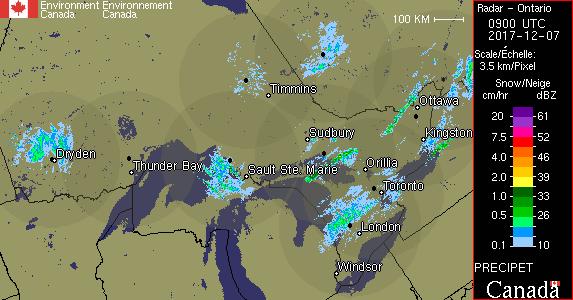 Environment Environnement
Canada Canada
100 KM
Timmins
Ottawa
Sudbury
Kingston
Dryden
Thunder Bay
Sault Ste. Marie
Orillia
Toronto
London
Windsor
Radar - Ontario
0900 UTC
2017-12-07
Scale/Échelle:
3.5 km/Pixel
Snow/Neige
cm/hr dBZ
20 61
7.5 57
5.5 52
4.0 46
2.0 39
1.0 33
0.5 26
0.1 10
PRECIPET
Canada